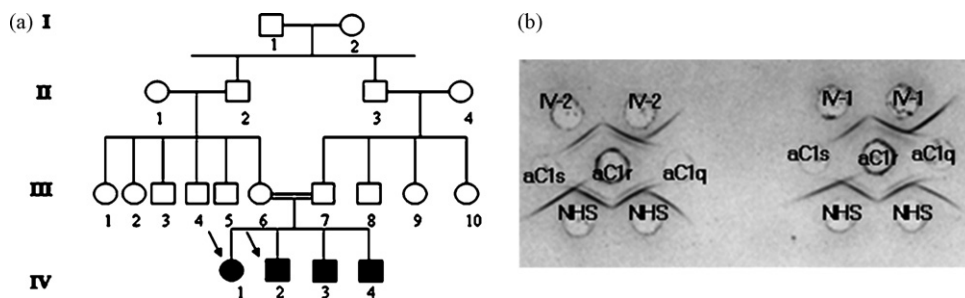 (a)
I
1 2
II
1 2 3 4
III
1 2 3 4 5 6 7 8 9 10
IV
1 2 3 4
(b)
IV-2 IV-2 IV-1 IV-1
aC1s aC1r aC1q aC1s aC1r aC1q
NHS NHS NHS NHS